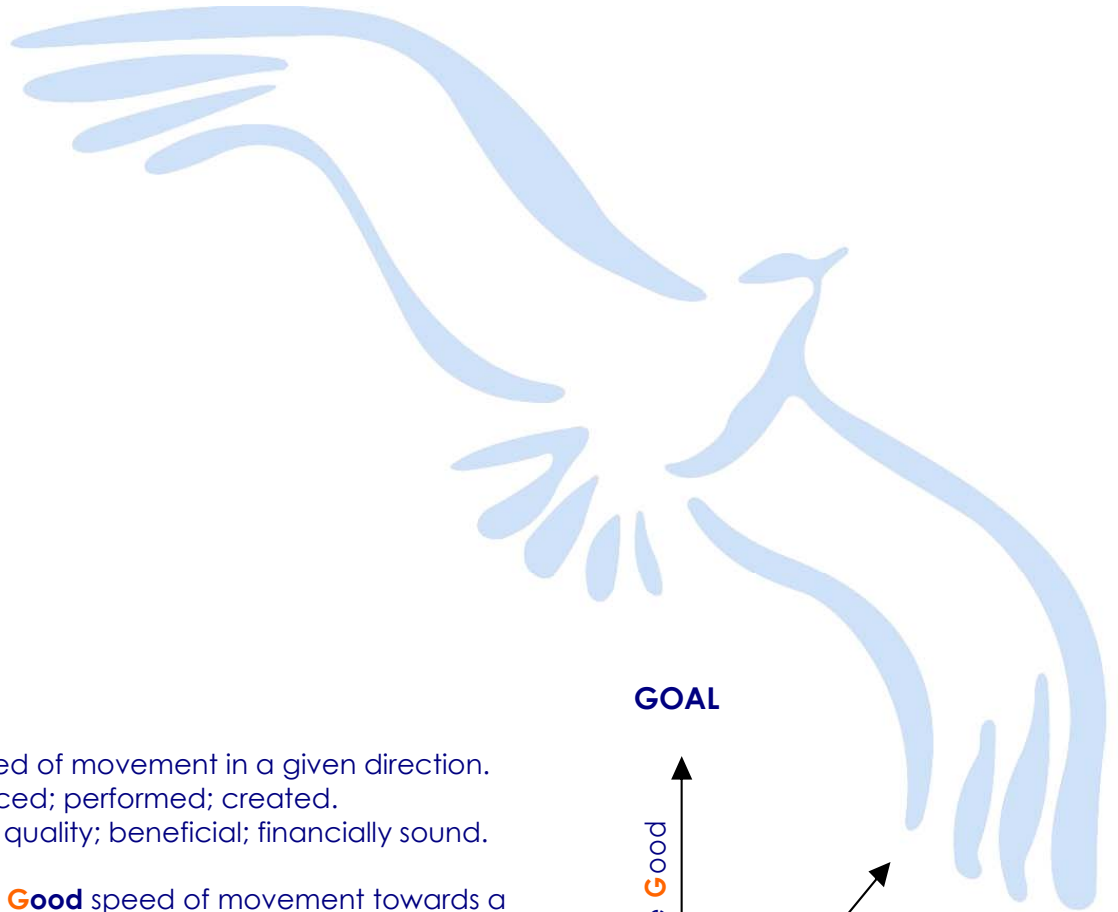 GOAL
ed of movement in a given direction.
ced; performed; created.
quality; beneficial; financially sound.
Good
Good speed of movement towards a